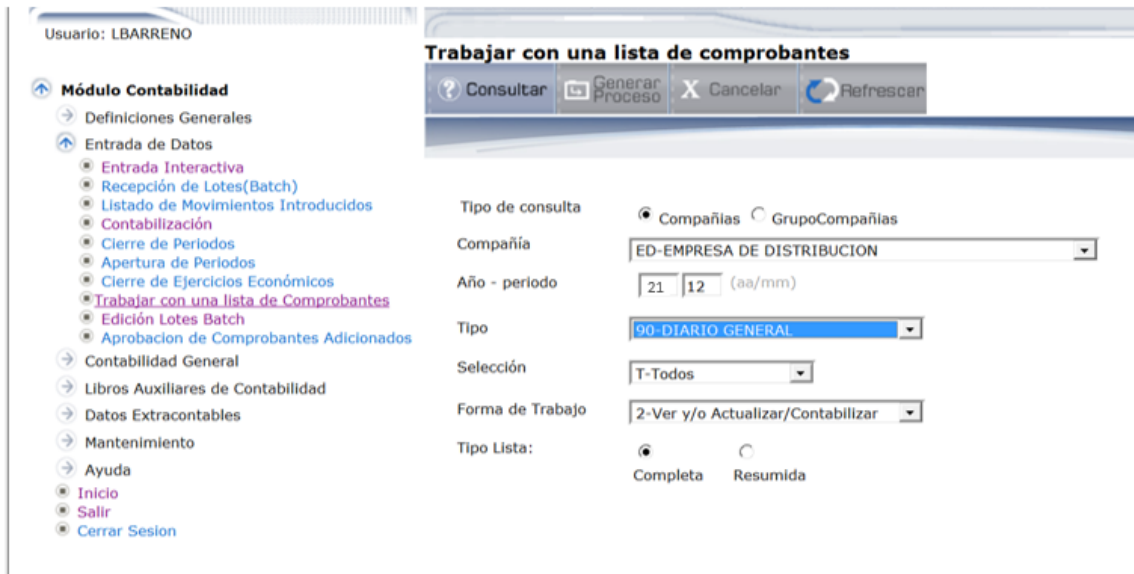 Usuario: LBARRENO
Módulo Contabilidad
Definiciones Generales
Entrada de Datos
Entrada Interactiva
Recepción de Lotes(Batch)
Listado de Movimientos Introducidos
Contabilización
Cierre de Periodos
Apertura de Periodos
Cierre de Ejercicios Económicos
Trabajar con una lista de Comprobantes
Edición Lotes Batch
Aprobacion de Comprobantes Adicionados
Contabilidad General
Libros Auxiliares de Contabilidad
Datos Extracontables
Mantenimiento
Ayuda
Inicio
Salir
Cerrar Sesion
Trabajar con una lista de comprobantes
? Consultar Generar Proceso X Cancelar Refrescar
Tipo de consulta Compañias GrupoCompañias
Compañía ED-EMPRESA DE DISTRIBUCION
Año - periodo 21 12 (aa/mm)
Tipo 90-DIARIO GENERAL
Selección T-Todos
Forma de Trabajo 2-Ver y/o Actualizar/Contabilizar
Tipo Lista:
Completa Resumida